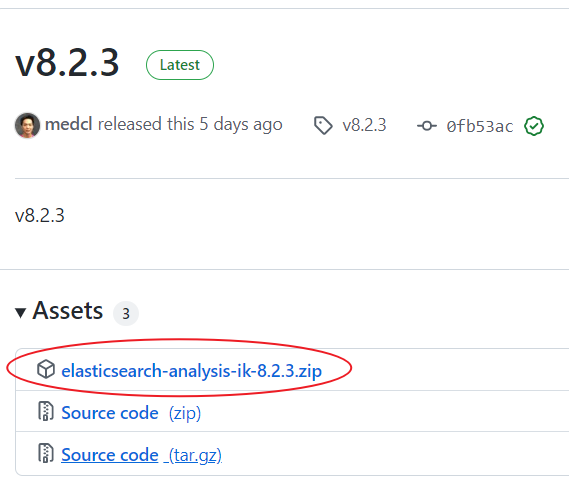 v8.2.3 Latest
medcl released this 5 days ago v8.2.3 0fb53ac
v8.2.3
Assets 3
elasticsearch-analysis-ik-8.2.3.zip
Source code (zip)
Source code (tar.gz)